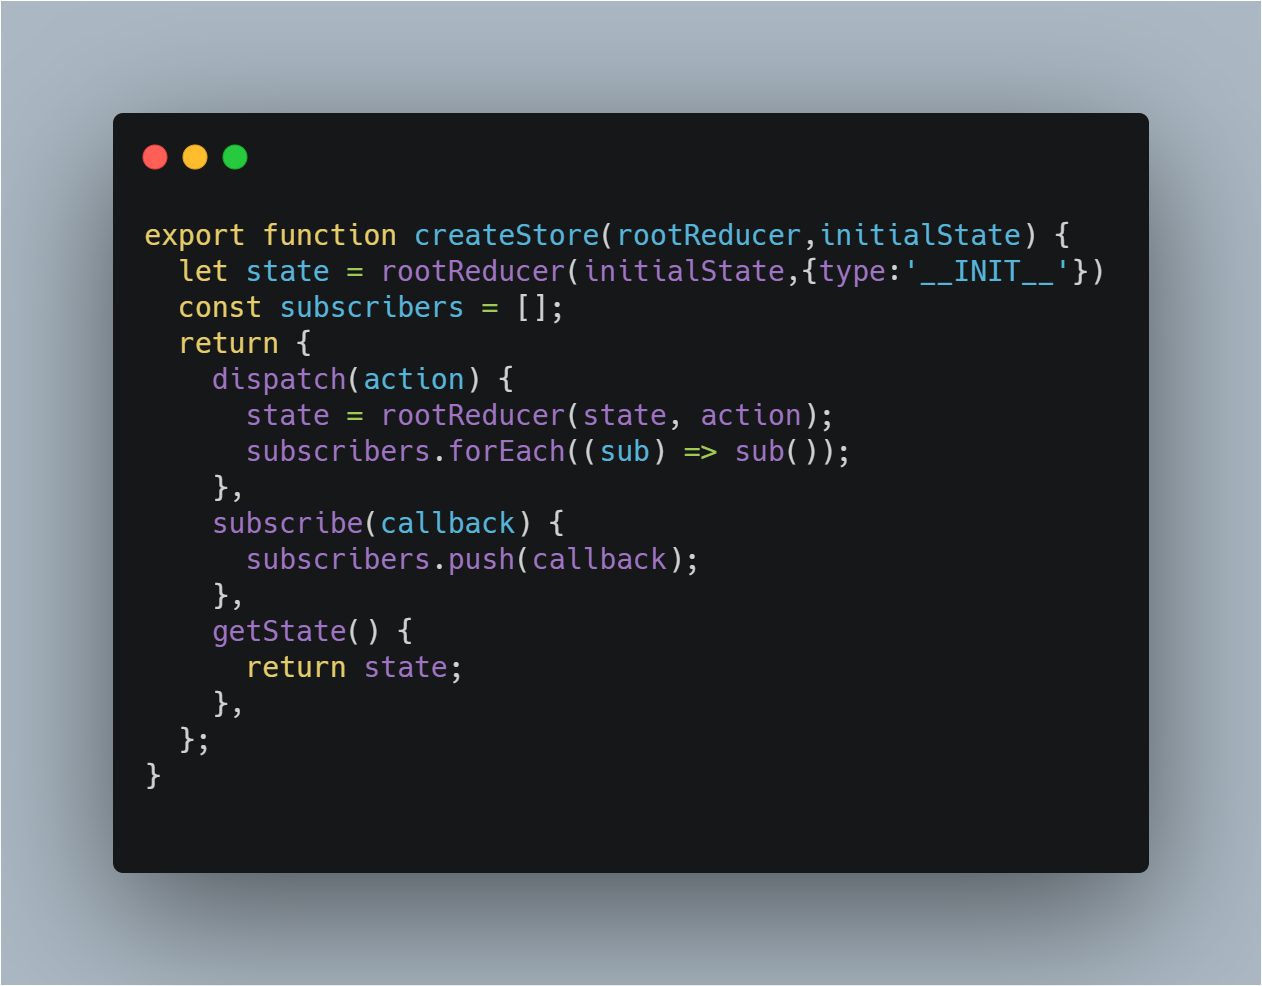 export function createStore(rootReducer,initialState) {
  let state = rootReducer(initialState,{type:'__INIT__'})
  const subscribers = [];
  return {
    dispatch(action) {
      state = rootReducer(state, action);
      subscribers.forEach((sub) => sub());
    },
    subscribe(callback) {
      subscribers.push(callback);
    },
    getState() {
      return state;
    },
  };
}